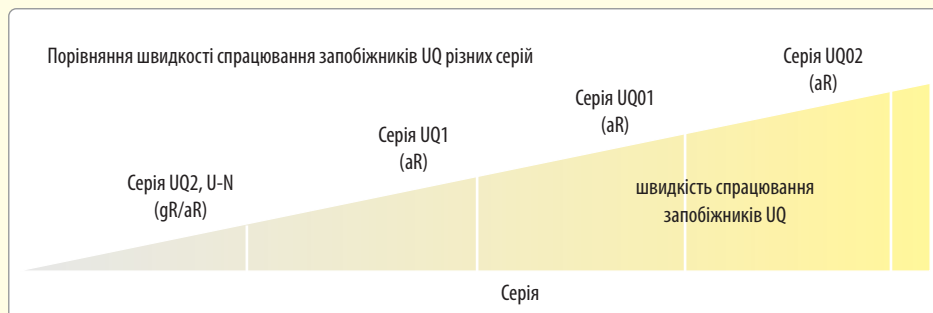 Порівняння швидкості спрацювання запобіжників UQ різних серій
Серія UQ02
(aR)
Серія UQ01
(aR)
Серія UQ1
(aR)
Серія UQ2, U-N
(gR/aR)
швидкість спрацювання
запобіжників UQ
Серія